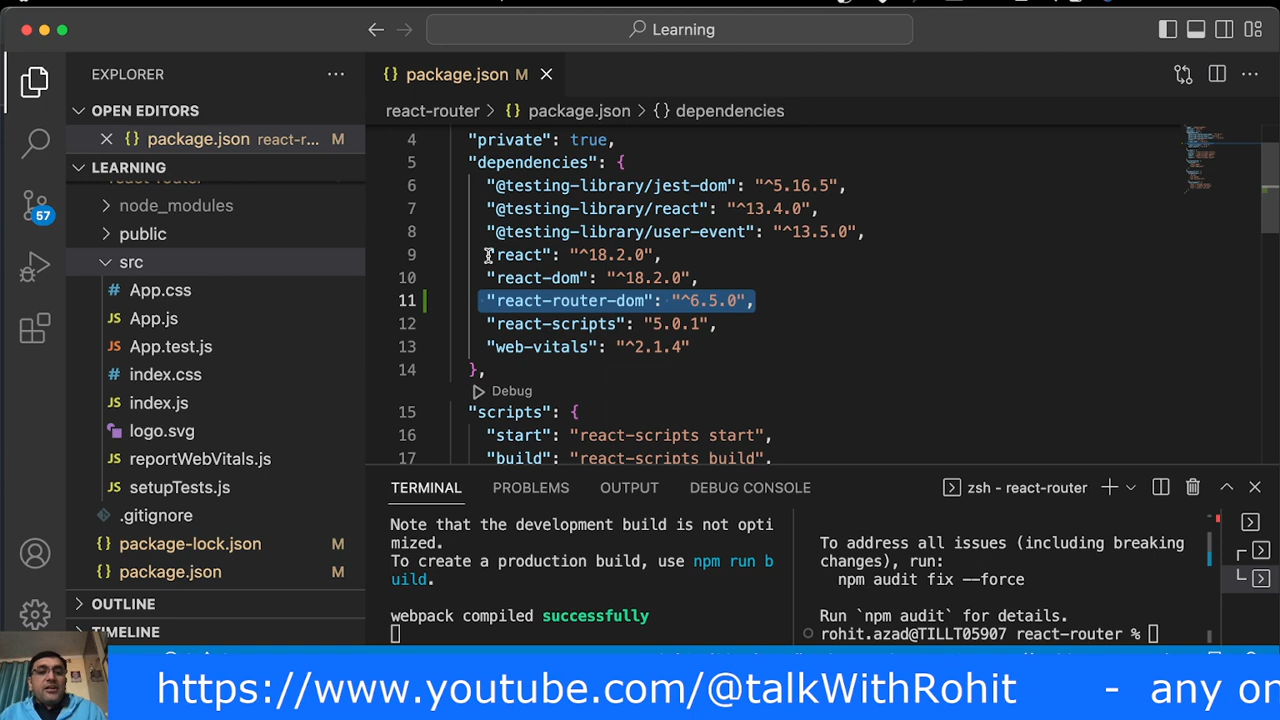 Learning
EXPLORER
OPEN EDITORS
package.json react-r... M
LEARNING
node_modules
public
src
App.css
App.js
App.test.js
index.css
index.js
logo.svg
reportWebVitals.js
setupTests.js
.gitignore
package-lock.json M
package.json M
OUTLINE
TIMELINE
57
package.json M
react-router > package.json > dependencies
4 "private": true,
5 "dependencies": {
6 "@testing-library/jest-dom": "^5.16.5",
7 "@testing-library/react": "^13.4.0",
8 "@testing-library/user-event": "^13.5.0",
9 "react": "^18.2.0",
10 "react-dom": "^18.2.0",
11 "react-router-dom": "^6.5.0",
12 "react-scripts": "5.0.1",
13 "web-vitals": "^2.1.4"
14 },
Debug
15 "scripts": {
16 "start": "react-scripts start",
17 "build": "react-scripts build",
TERMINAL PROBLEMS OUTPUT DEBUG CONSOLE
zsh - react-router
Note that the development build is not opti
mized.
To create a production build, use npm run b
uild.
webpack compiled successfully
To address all issues (including breaking
changes), run:
npm audit fix --force
Run `npm audit` for details.
rohit.azad@TILLT05907 react-router %
https://www.youtube.com/@talkWithRohit - any on